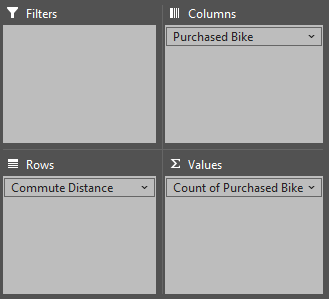 Filters
Columns
Purchased Bike
Rows
Σ Values
Commute Distance
Count of Purchased Bike